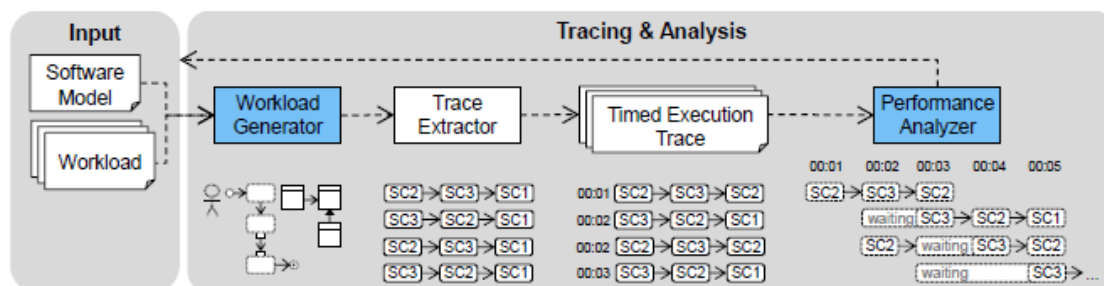 Input
Tracing & Analysis
Software
Model
Workload
Workload
Generator
Trace
Extractor
Timed Execution
Trace
Performance
Analyzer
SC2 SC3 SC1
SC3 SC2 SC1
SC2 SC3 SC1
SC3 SC2 SC1
00:01 SC2 SC3 SC2
00:02 SC3 SC2 SC1
00:02 SC2 SC3 SC2
00:03 SC3 SC2 SC1
00:01 00:02 00:03 00:04 00:05
SC2 SC3 SC2
waiting SC3 SC2 SC1
SC2 waiting SC3 SC2
waiting SC3 ...